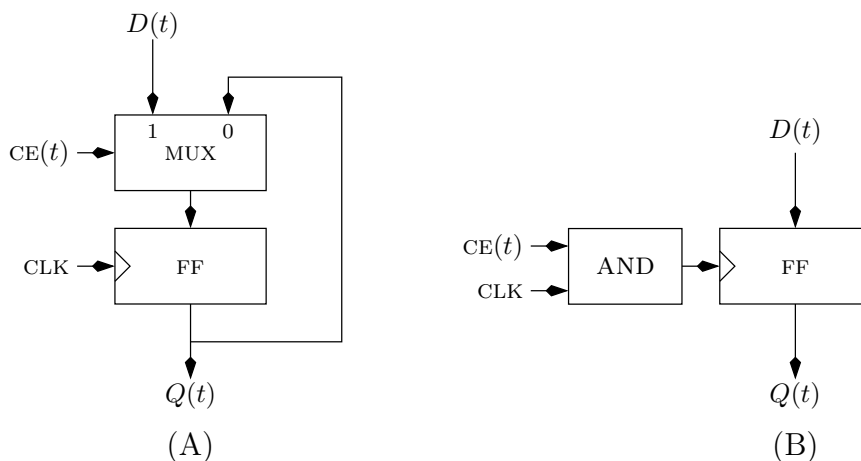 D(t)
1 0
CE(t)
MUX
CLK
FF
Q(t)
(A)
D(t)
CE(t)
CLK
AND
FF
Q(t)
(B)